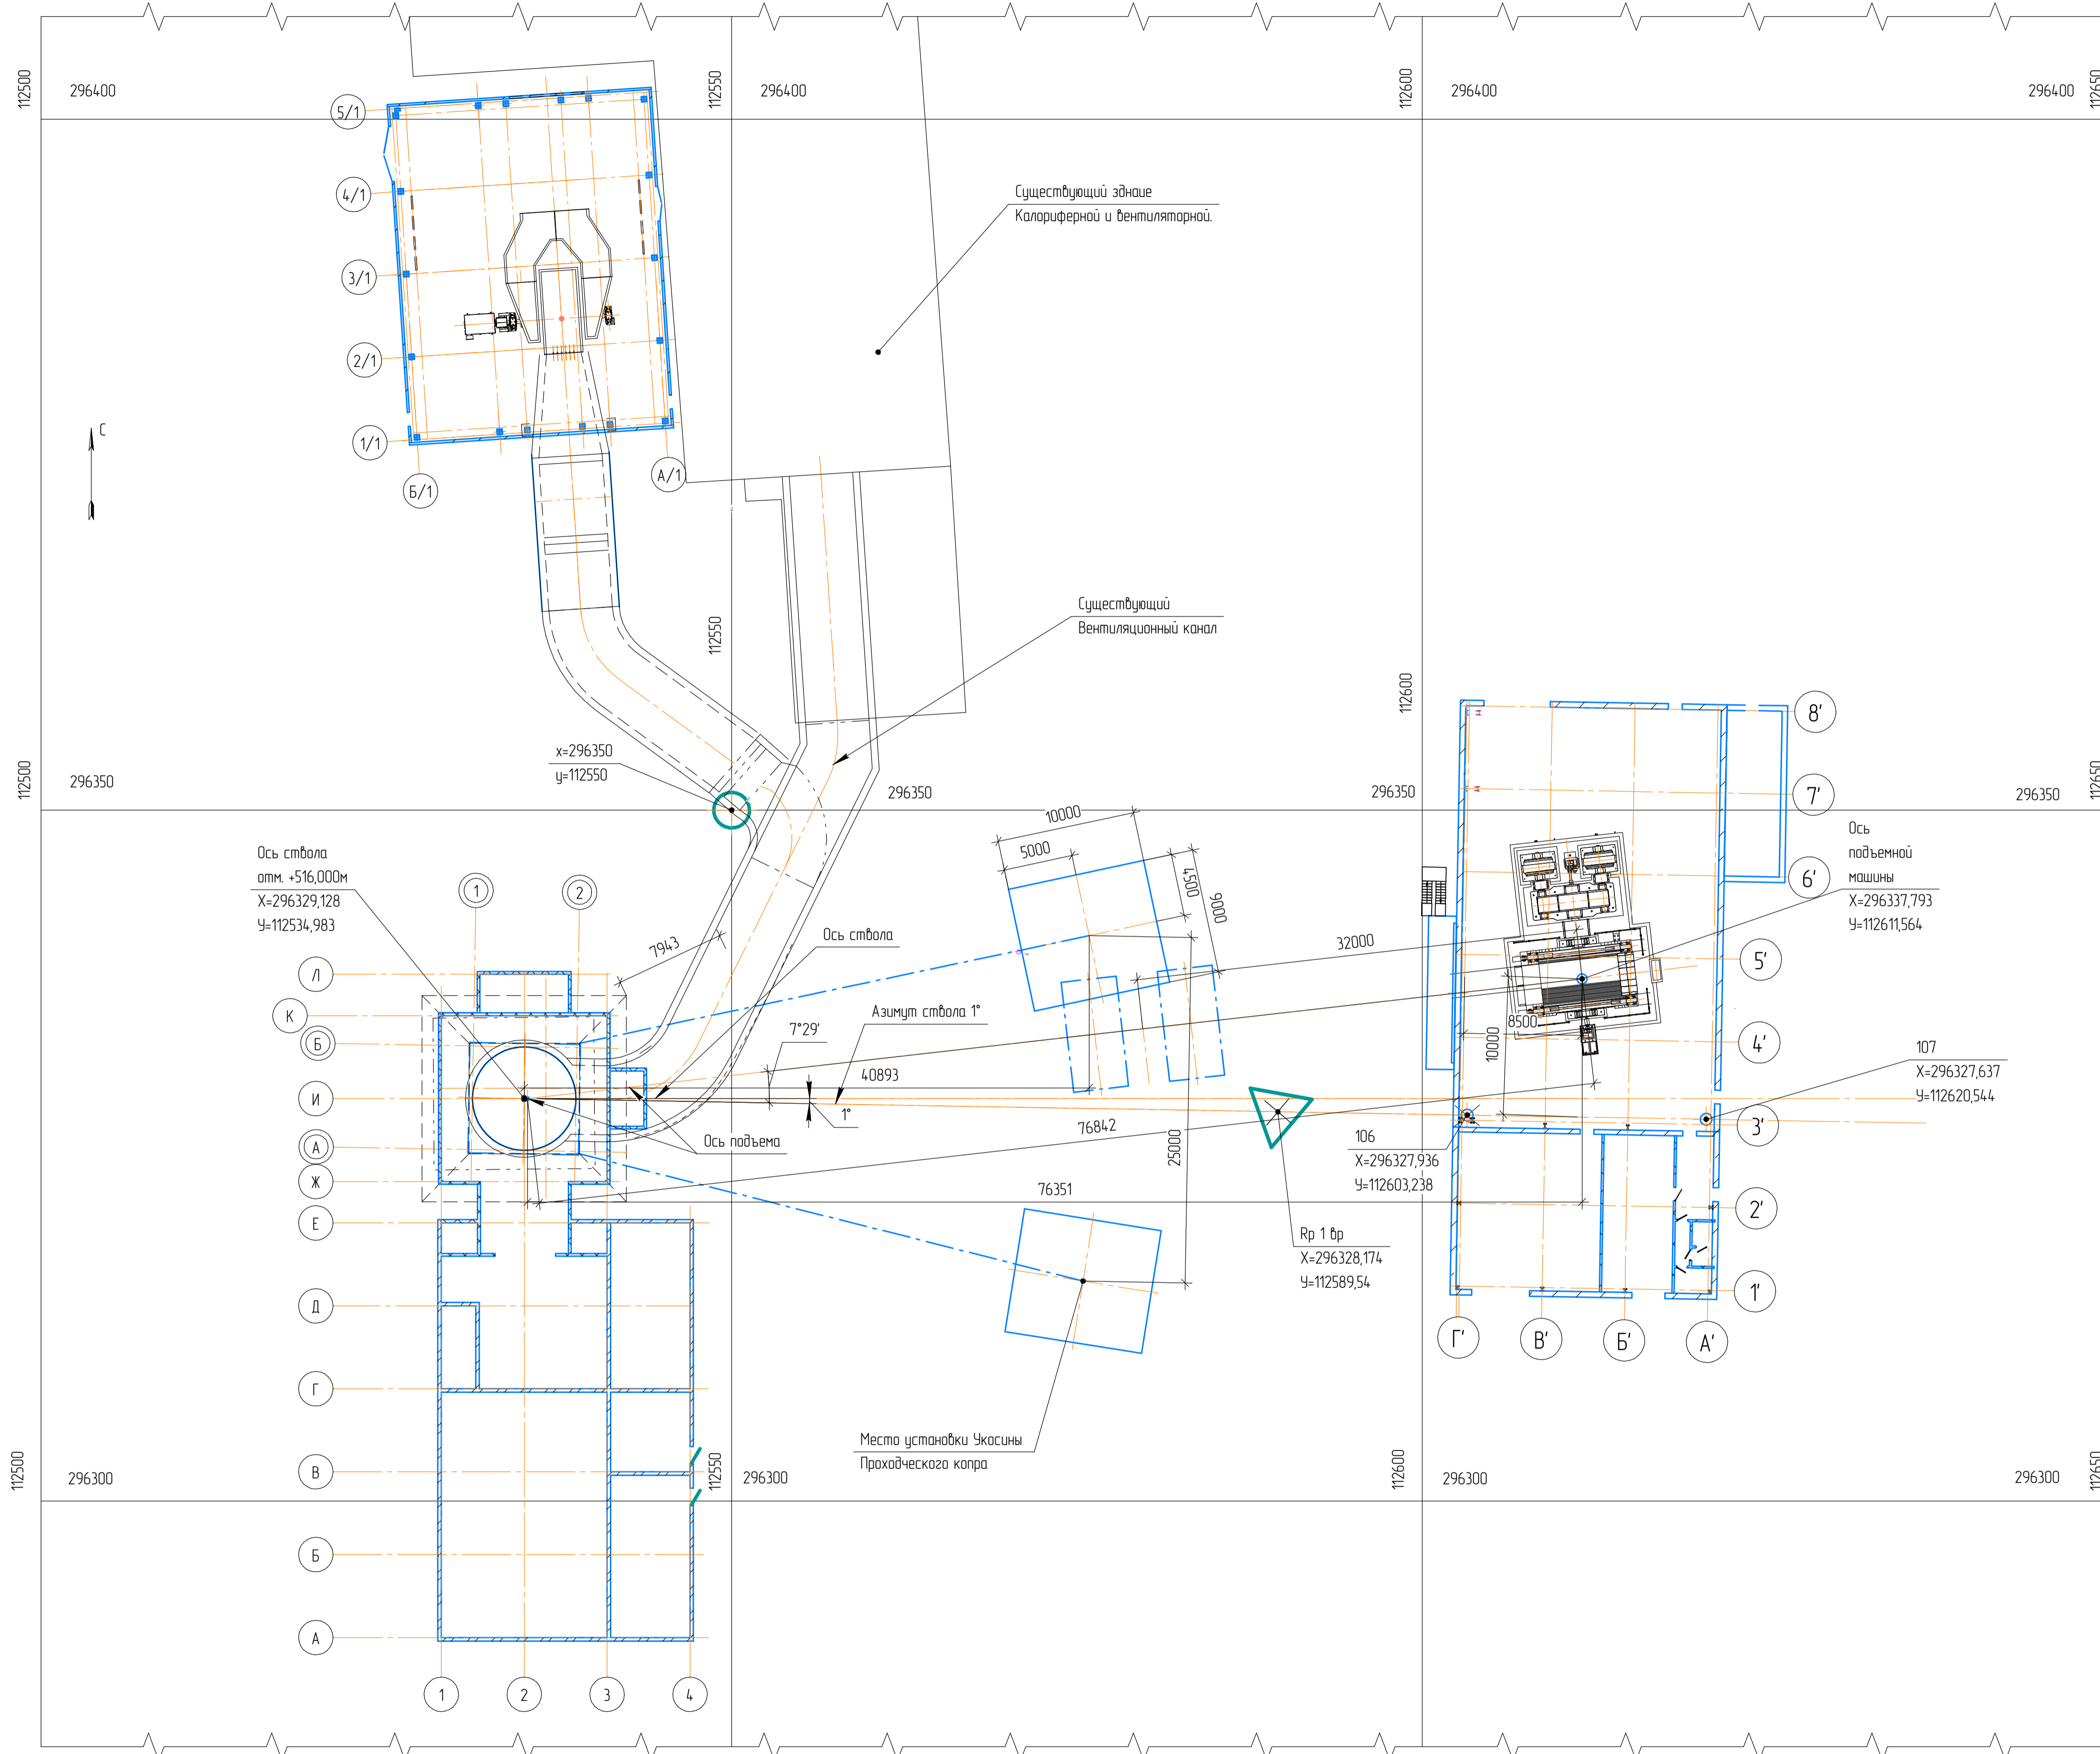 112500
296400
112550
296400
112600
296400
296400
112650
5/1
4/1
3/1
2/1
1/1
Б/1
А/1
С
Существующий зднаие
Калориферной и вентиляторной.
Существующий
Вентиляционный канал
112550
112600
x=296350
y=112550
112500
296350
296350
296350
296350
112650
8'
7'
6'
5'
4'
3'
2'
1'
Г'
В'
Б'
А'
Ось
подъемной
машины
X=296337,793
У=112611,564
10000
5000
4500
9000
32000
Ось ствола
отм. +516,000м
X=296329,128
У=112534,983
1
2
7943
Ось ствола
Азимут ствола 1°
7°29'
40893
1°
8500
10000
107
X=296327,637
У=112620,544
Л
К
Б
И
А
Ж
Е
Д
Г
В
Б
А
Ось подъема
76842
25000
106
X=296327,936
У=112603,238
76351
Rp 1 вр
X=296328,174
У=112589,54
Место установки Укосины
Проходческого копра
112500
296300
112550
296300
112600
296300
296300
112650
1
2
3
4